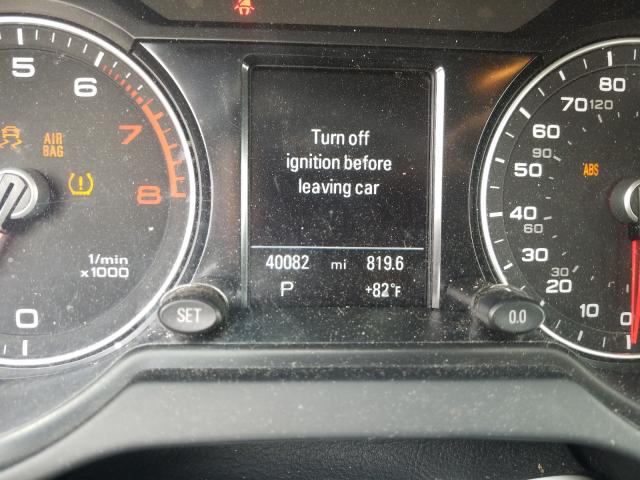 5 6 7 8
AIR
BAG
1/min
x1000
0
SET
Turn off
ignition before
leaving car
40082 mi 819.6
P +82°F
0.0
80
70 120
60
90
50
ABS
40
60
30
30
20
10
0